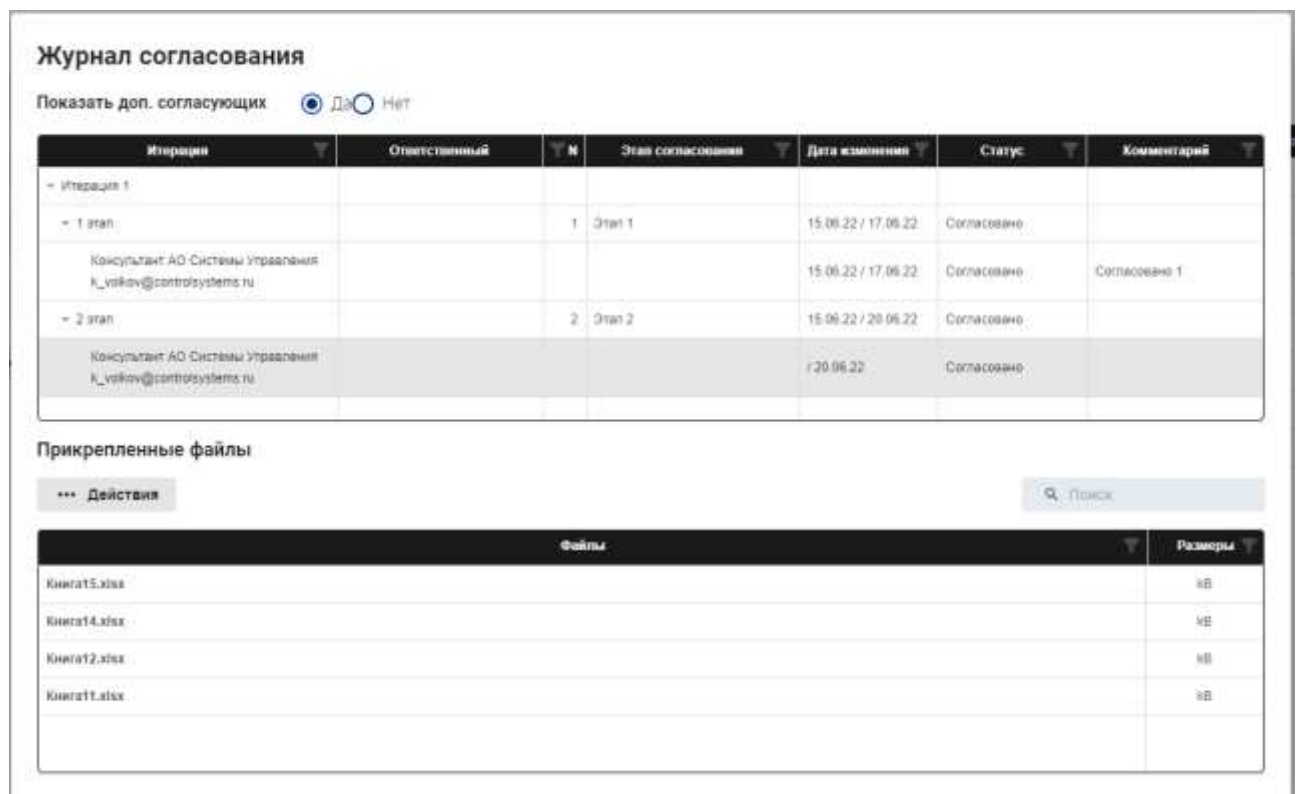 Журнал согласования
Показать доп. согласующих Да Нет
Итерация Ответственный N Этап согласования Дата изменения Статус Комментарий
Итерация 1
1 этап 1 Этап 1 15.06.22 / 17.06.22 Согласовано
Консультант АО Системы Управления
k_volkov@controlsystems.ru 15.06.22 / 17.06.22 Согласовано Согласовано 1
2 этап 2 Этап 2 15.06.22 / 20.06.22 Согласовано
Консультант АО Системы Управления
k_volkov@controlsystems.ru / 20.06.22 Согласовано
Прикрепленные файлы
••• Действия Поиск
Файлы Размеры
Книга15.xlsx kB
Книга14.xlsx kB
Книга12.xlsx kB
Книга11.xlsx kB